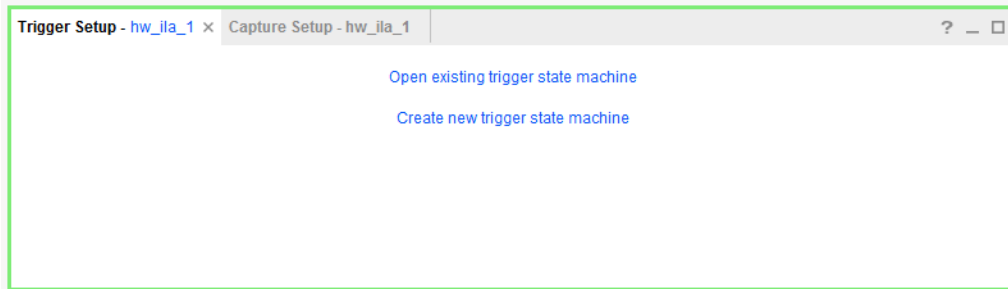 Trigger Setup - hw_ila_1 × Capture Setup - hw_ila_1 ? _ □
Open existing trigger state machine
Create new trigger state machine